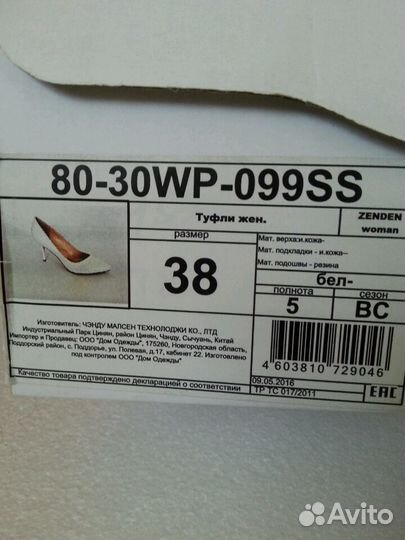 80-30WP-099SS
Туфли жен.
ZENDEN
woman
размер
38
Мат. верха:и.кожа-
Мат. подкладки - и.кожа--
Мат. подошвы - резина
бел-
полнота
сезон
5
ВС
Изготовитель: ЧЭНДУ МАЛСЕН ТЕХНОЛОДЖИ КО., ЛТД
Индустриальный Парк Цинян, район Цинян, Чэнду, Сычуань, Китай
Импортер и Продавец: ООО "Дом Одежды", 175260, Новгородская область,
Поддорский район, с. Поддорье, ул. Полевая, д.17, кабинет 22. Изготовлено
под контролем ООО "Дом Одежды"
Качество товара подтверждено декларацией о соответствии
4 603810 729046
09.05.2016
ТР ТС 017/2011
EAC
Avito